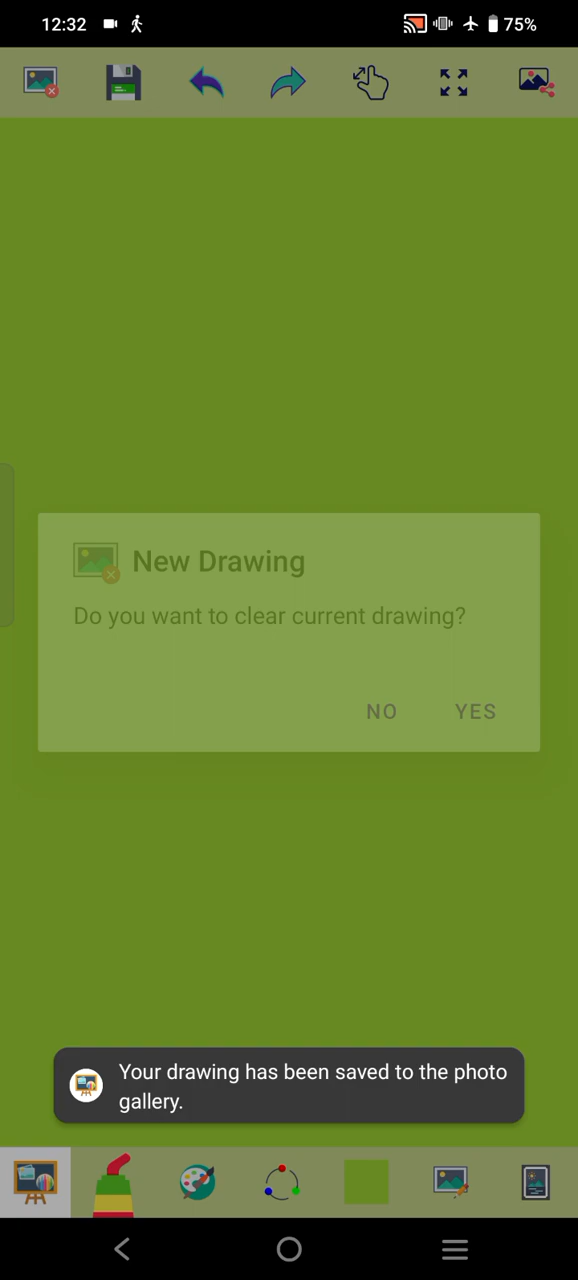 12:32
75%
New Drawing
Do you want to clear current drawing?
NO YES
Your drawing has been saved to the photo
gallery.